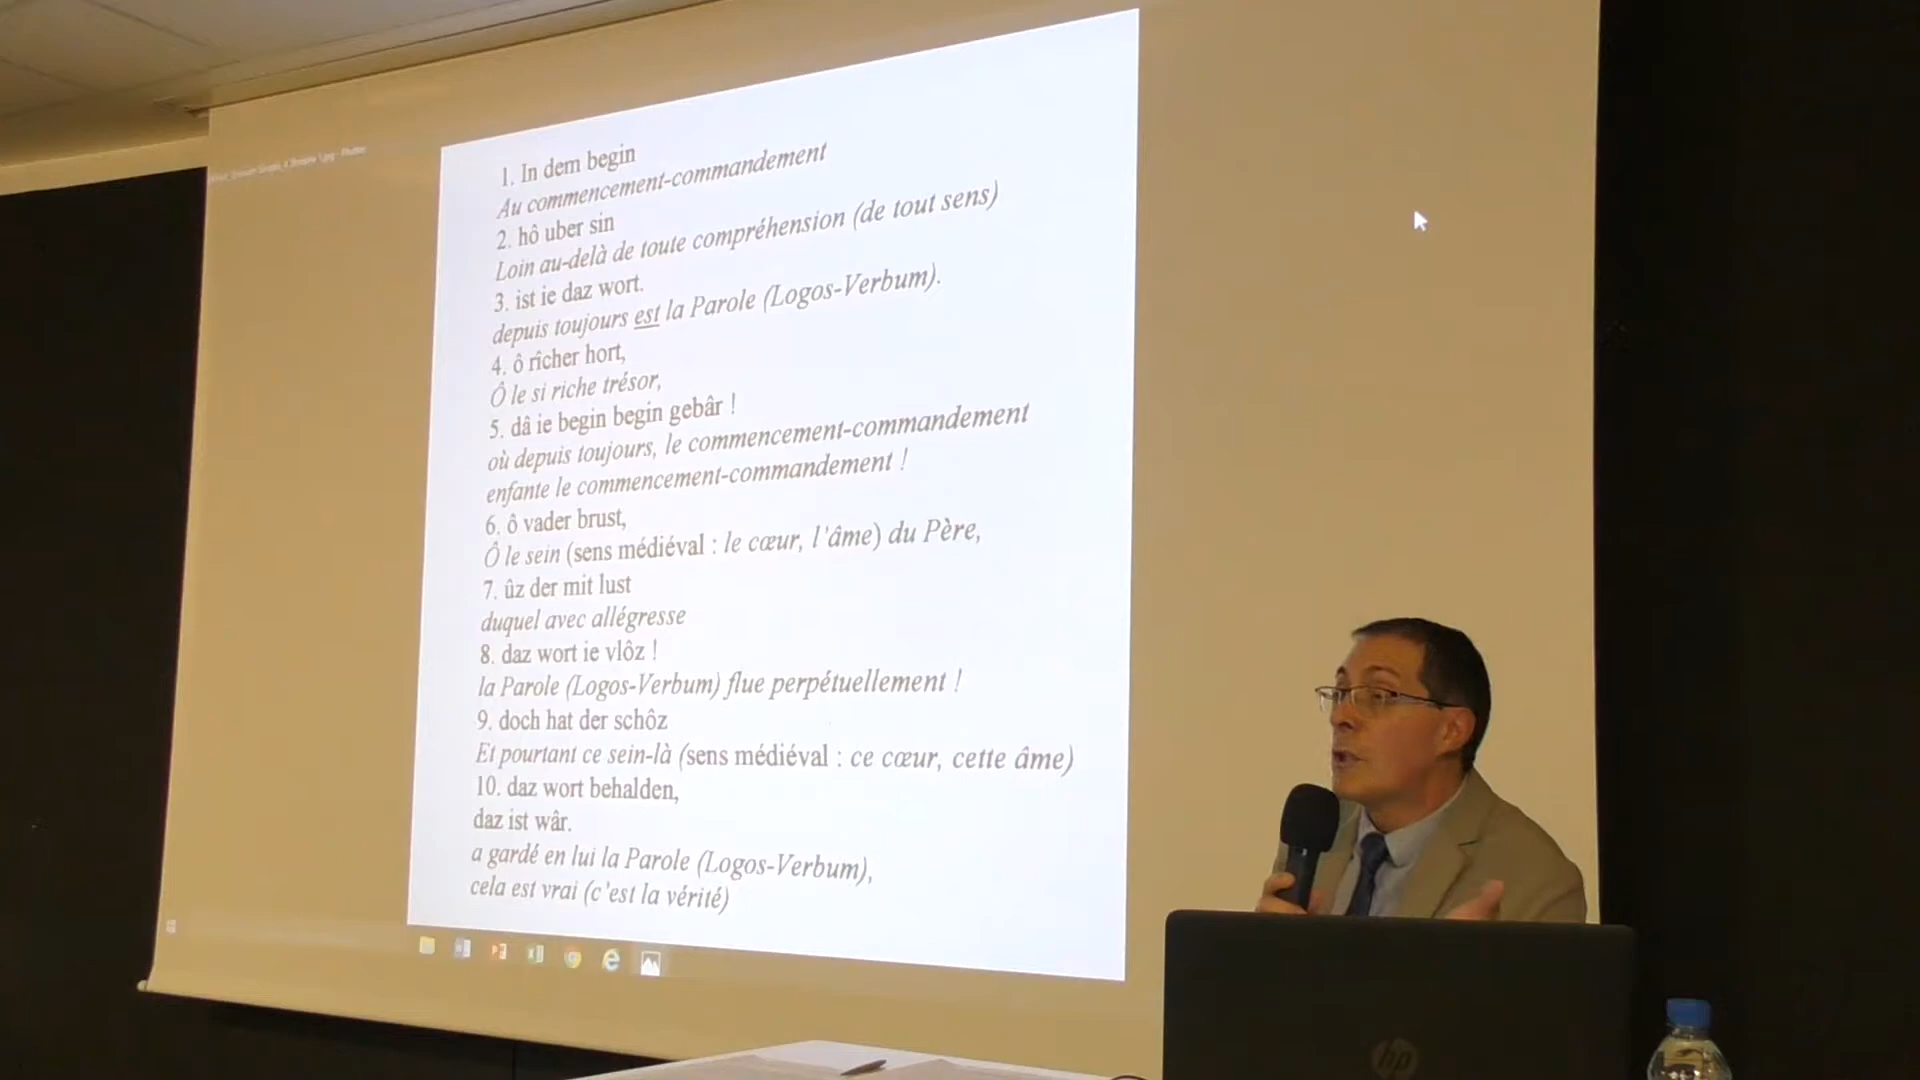 1. In dem begin
Au commencement-commandement
2. hô uber sin
Loin au-delà de toute compréhension (de tout sens)
3. ist ie daz wort.
depuis toujours est la Parole (Logos-Verbum).
4. ô rîcher hort,
Ô le si riche trésor,
5. dâ ie begin begin gebâr !
où depuis toujours, le commencement-commandement
enfante le commencement-commandement !
6. ô vader brust,
Ô le sein (sens médiéval : le cœur, l'âme) du Père,
7. ûz der mit lust
duquel avec allégresse
8. daz wort ie vlôz !
la Parole (Logos-Verbum) flue perpétuellement !
9. doch hat der schôz
Et pourtant ce sein-là (sens médiéval : ce cœur, cette âme)
10. daz wort behalden,
daz ist wâr.
a gardé en lui la Parole (Logos-Verbum),
cela est vrai (c'est la vérité)
hp